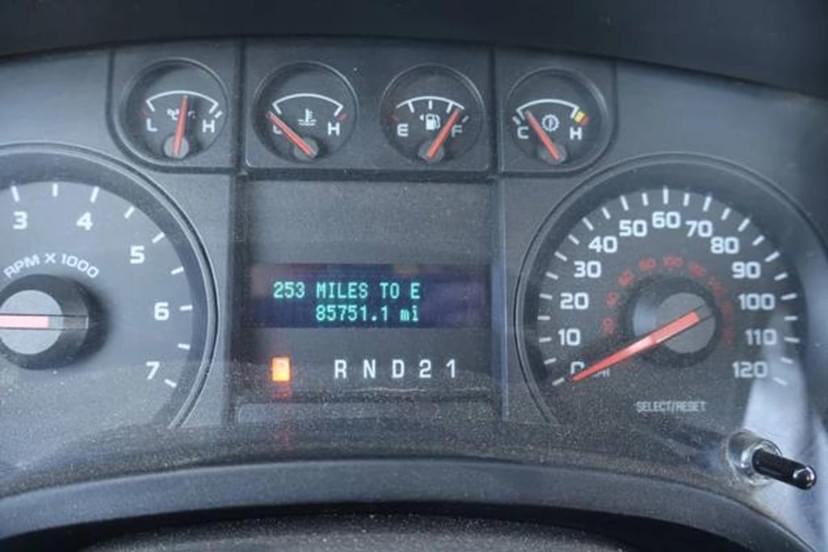 L H
C H
E F
C H
3 4 5 6 7
RPM X 1000
253 MILES TO E
85751.1 mi
P R N D 2 1
10 20 30 40 50 60 70 80 90 100 110 120
SELECT/RESET